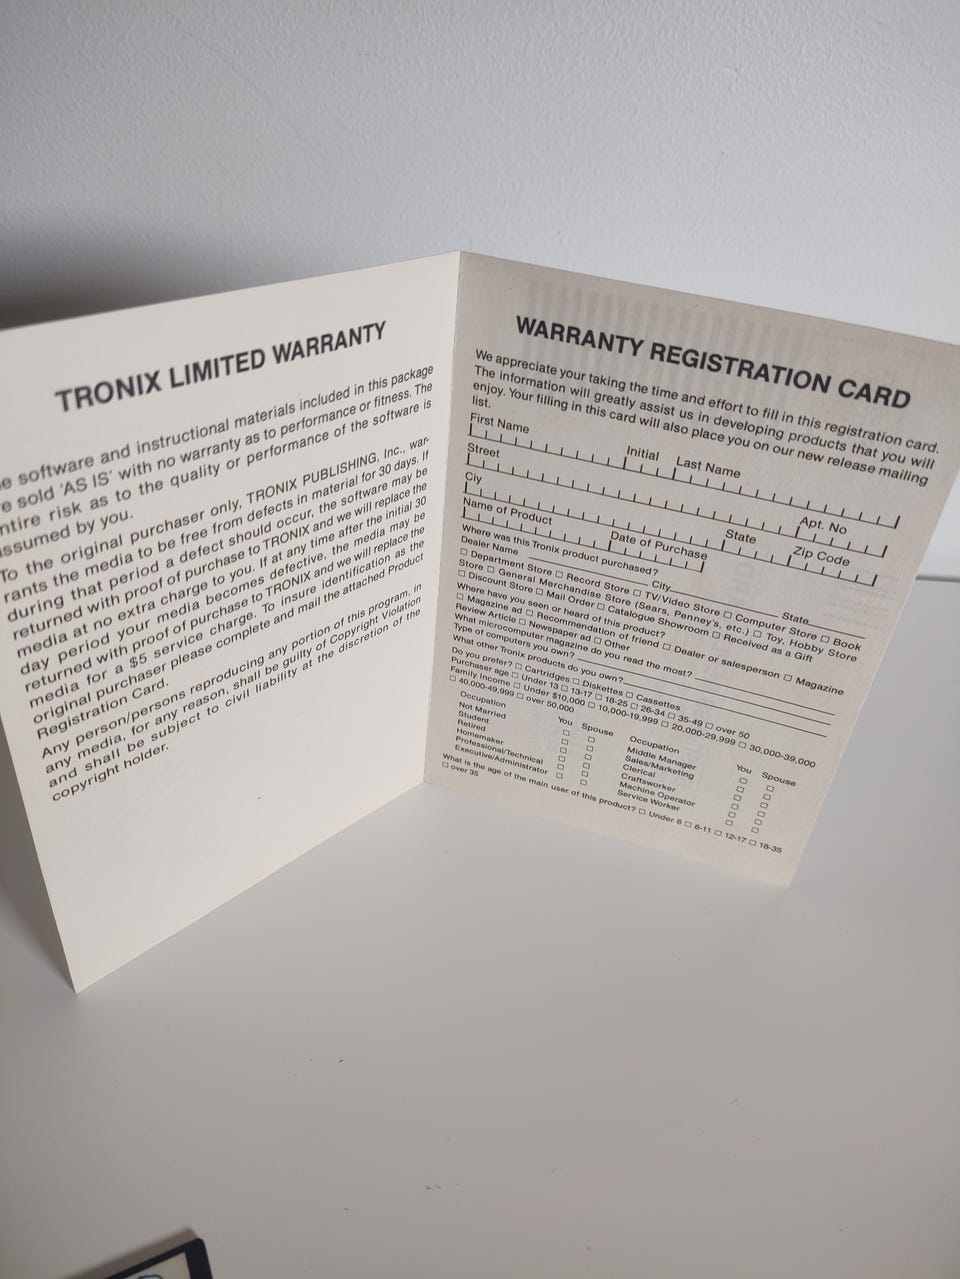 TRONIX LIMITED WARRANTY
e software and instructional materials included in this package
e sold 'AS IS' with no warranty as to performance or fitness. The
ntire risk as to the quality or performance of the software is
assumed by you.
To the original purchaser only, TRONIX PUBLISHING, Inc., war-
rants the media to be free from defects in material for 30 days. If
during that period a defect should occur, the software may be
returned with proof of purchase to TRONIX and we will replace the
media at no extra charge to you. If at any time after the initial 30
day period your media becomes defective, the media may be
returned with proof of purchase to TRONIX and we will replace the
media for a $5 service charge. To insure identification as the
original purchaser please complete and mail the attached Product
Registration Card.
Any person/persons reproducing any portion of this program, in
any media, for any reason, shall be guilty of Copyright Violation
and shall be subject to civil liability at the discretion of the
copyright holder.
WARRANTY REGISTRATION CARD
We appreciate your taking the time and effort to fill in this registration card.
The information will greatly assist us in developing products that you will
enjoy. Your filling in this card will also place you on our new release mailing
list.
First Name Initial Last Name
Street Apt. No
Ciy State Zip Code
Name of Product Date of Purchase
Where was this Tronix product purchased?
Dealer Name City State
□ Department Store □ Record Store □ TV/Video Store □ Computer Store □ Book
Store □ General Merchandise Store (Sears, Penney's, etc.) □ Toy, Hobby Store
□ Discount Store □ Mail Order □ Catalogue Showroom □ Received as a Gift
Where have you seen or heard of this product?
□ Magazine ad □ Recommendation of friend □ Dealer or salesperson □ Magazine
Review Article □ Newspaper ad □ Other
What microcomputer magazine do you read the most?
Type of computers you own?
What other Tronix products do you own?
Do you prefer? □ Cartridges □ Diskettes □ Cassettes
Purchaser age □ Under 13 □ 13-17 □ 18-25 □ 26-34 □ 35-49 □ over 50
Family Income □ Under $10,000 □ 10,000-19,999 □ 20,000-29,999 □ 30,000-39,000
□ 40,000-49,999 □ over 50,000
Occupation You Spouse Occupation You Spouse
Not Married □ □ Middle Manager □ □
Student □ □ Sales/Marketing □ □
Retired □ □ Clerical □ □
Homemaker □ □ Craftsworker □ □
Professional/Technical □ □ Machine Operator □ □
Executive/Administrator □ □ Service Worker □ □
What is the age of the main user of this product? □ Under 6 □ 6-11 □ 12-17 □ 18-35
□ over 35